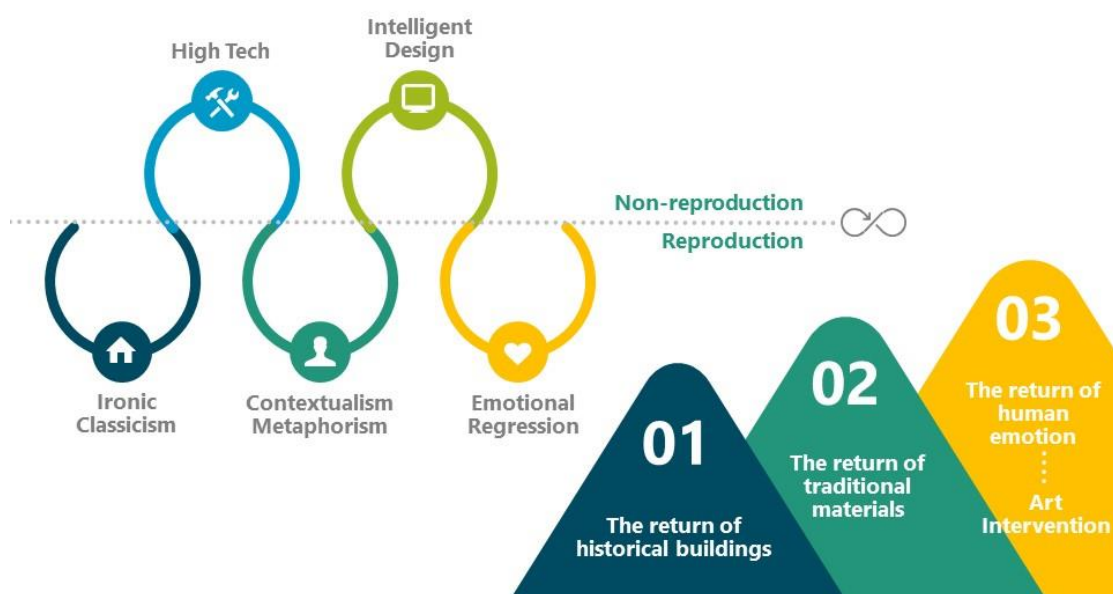 High Tech
Intelligent
Design
Non-reproduction
Reproduction
Ironic
Classicism
Contextualism
Metaphorism
Emotional
Regression
01
The return of
historical buildings
02
The return of
traditional
materials
03
The return of
human
emotion
Art
Intervention